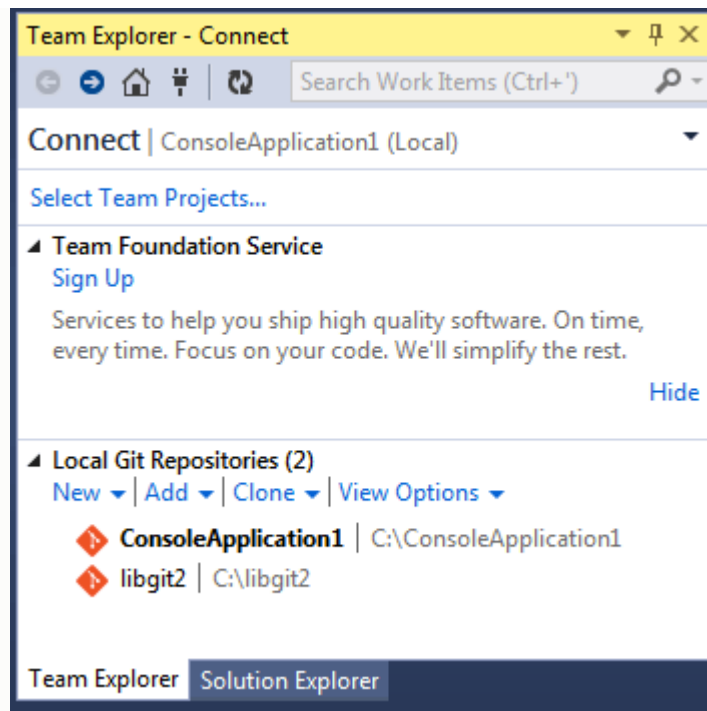 Team Explorer - Connect
Search Work Items (Ctrl+')
Connect | ConsoleApplication1 (Local)
Select Team Projects...
Team Foundation Service
Sign Up
Services to help you ship high quality software. On time,
every time. Focus on your code. We'll simplify the rest.
Hide
Local Git Repositories (2)
New | Add | Clone | View Options
ConsoleApplication1 | C:\ConsoleApplication1
libgit2 | C:\libgit2
Team Explorer Solution Explorer